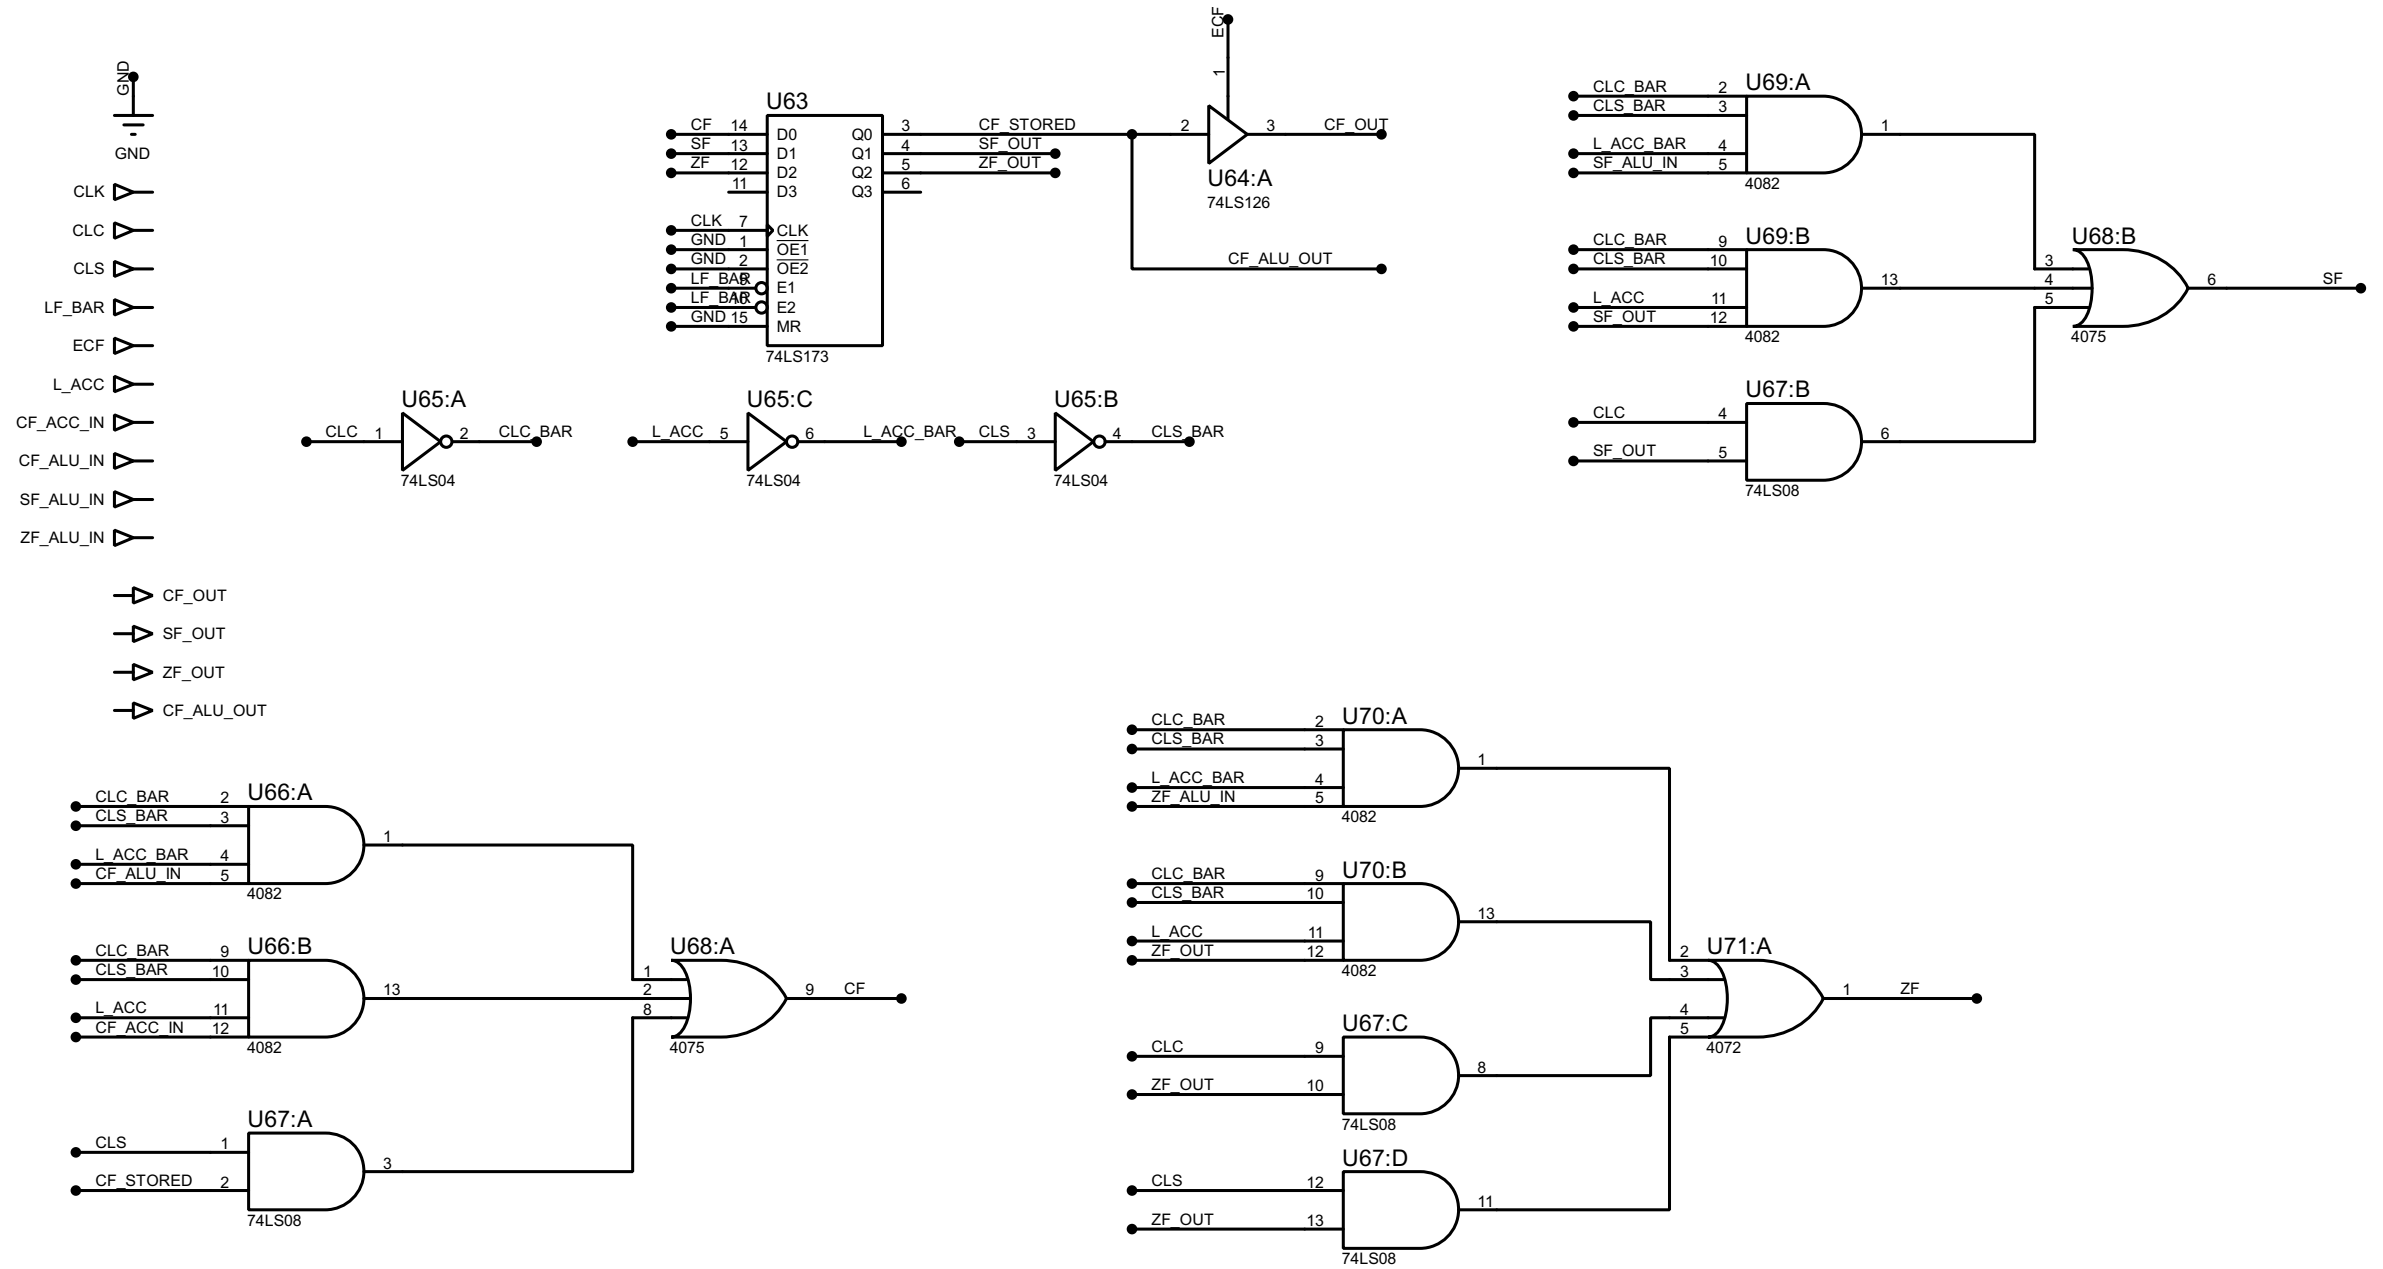 GND
GND
CLK
CLC
CLS
LF_BAR
ECF
L_ACC
CF_ACC_IN
CF_ALU_IN
SF_ALU_IN
ZF_ALU_IN
CF_OUT
SF_OUT
ZF_OUT
CF_ALU_OUT
U63
CF 14 D0 Q0 3 CF_STORED
SF 13 D1 Q1 4 SF_OUT
ZF 12 D2 Q2 5 ZF_OUT
11 D3 Q3 6
CLK 7 CLK
GND 1 OE1
GND 2 OE2
LF_BAR 9 E1
LF_BAR 10 E2
GND 15 MR
74LS173
ECF
1
2 3 CF_OUT
U64:A
74LS126
CF_ALU_OUT
U65:A
CLC 1 2 CLC_BAR
74LS04
U65:C
L_ACC 5 6 L_ACC_BAR
74LS04
U65:B
CLS 3 4 CLS_BAR
74LS04
U69:A
CLC_BAR 2
CLS_BAR 3
1
L_ACC_BAR 4
SF_ALU_IN 5
4082
U69:B
CLC_BAR 9
CLS_BAR 10
13
L_ACC 11
SF_OUT 12
4082
U67:B
CLC 4
6
SF_OUT 5
74LS08
U68:B
3
4
5
6 SF
4075
U66:A
CLC_BAR 2
CLS_BAR 3
1
L_ACC_BAR 4
CF_ALU_IN 5
4082
U66:B
CLC_BAR 9
CLS_BAR 10
13
L_ACC 11
CF_ACC_IN 12
4082
U67:A
CLS 1
3
CF_STORED 2
74LS08
U68:A
1
2
8
9 CF
4075
U70:A
CLC_BAR 2
CLS_BAR 3
1
L_ACC_BAR 4
ZF_ALU_IN 5
4082
U70:B
CLC_BAR 9
CLS_BAR 10
13
L_ACC 11
ZF_OUT 12
4082
U67:C
CLC 9
8
ZF_OUT 10
74LS08
U67:D
CLS 12
11
ZF_OUT 13
74LS08
U71:A
2
3
4
5
1 ZF
4072